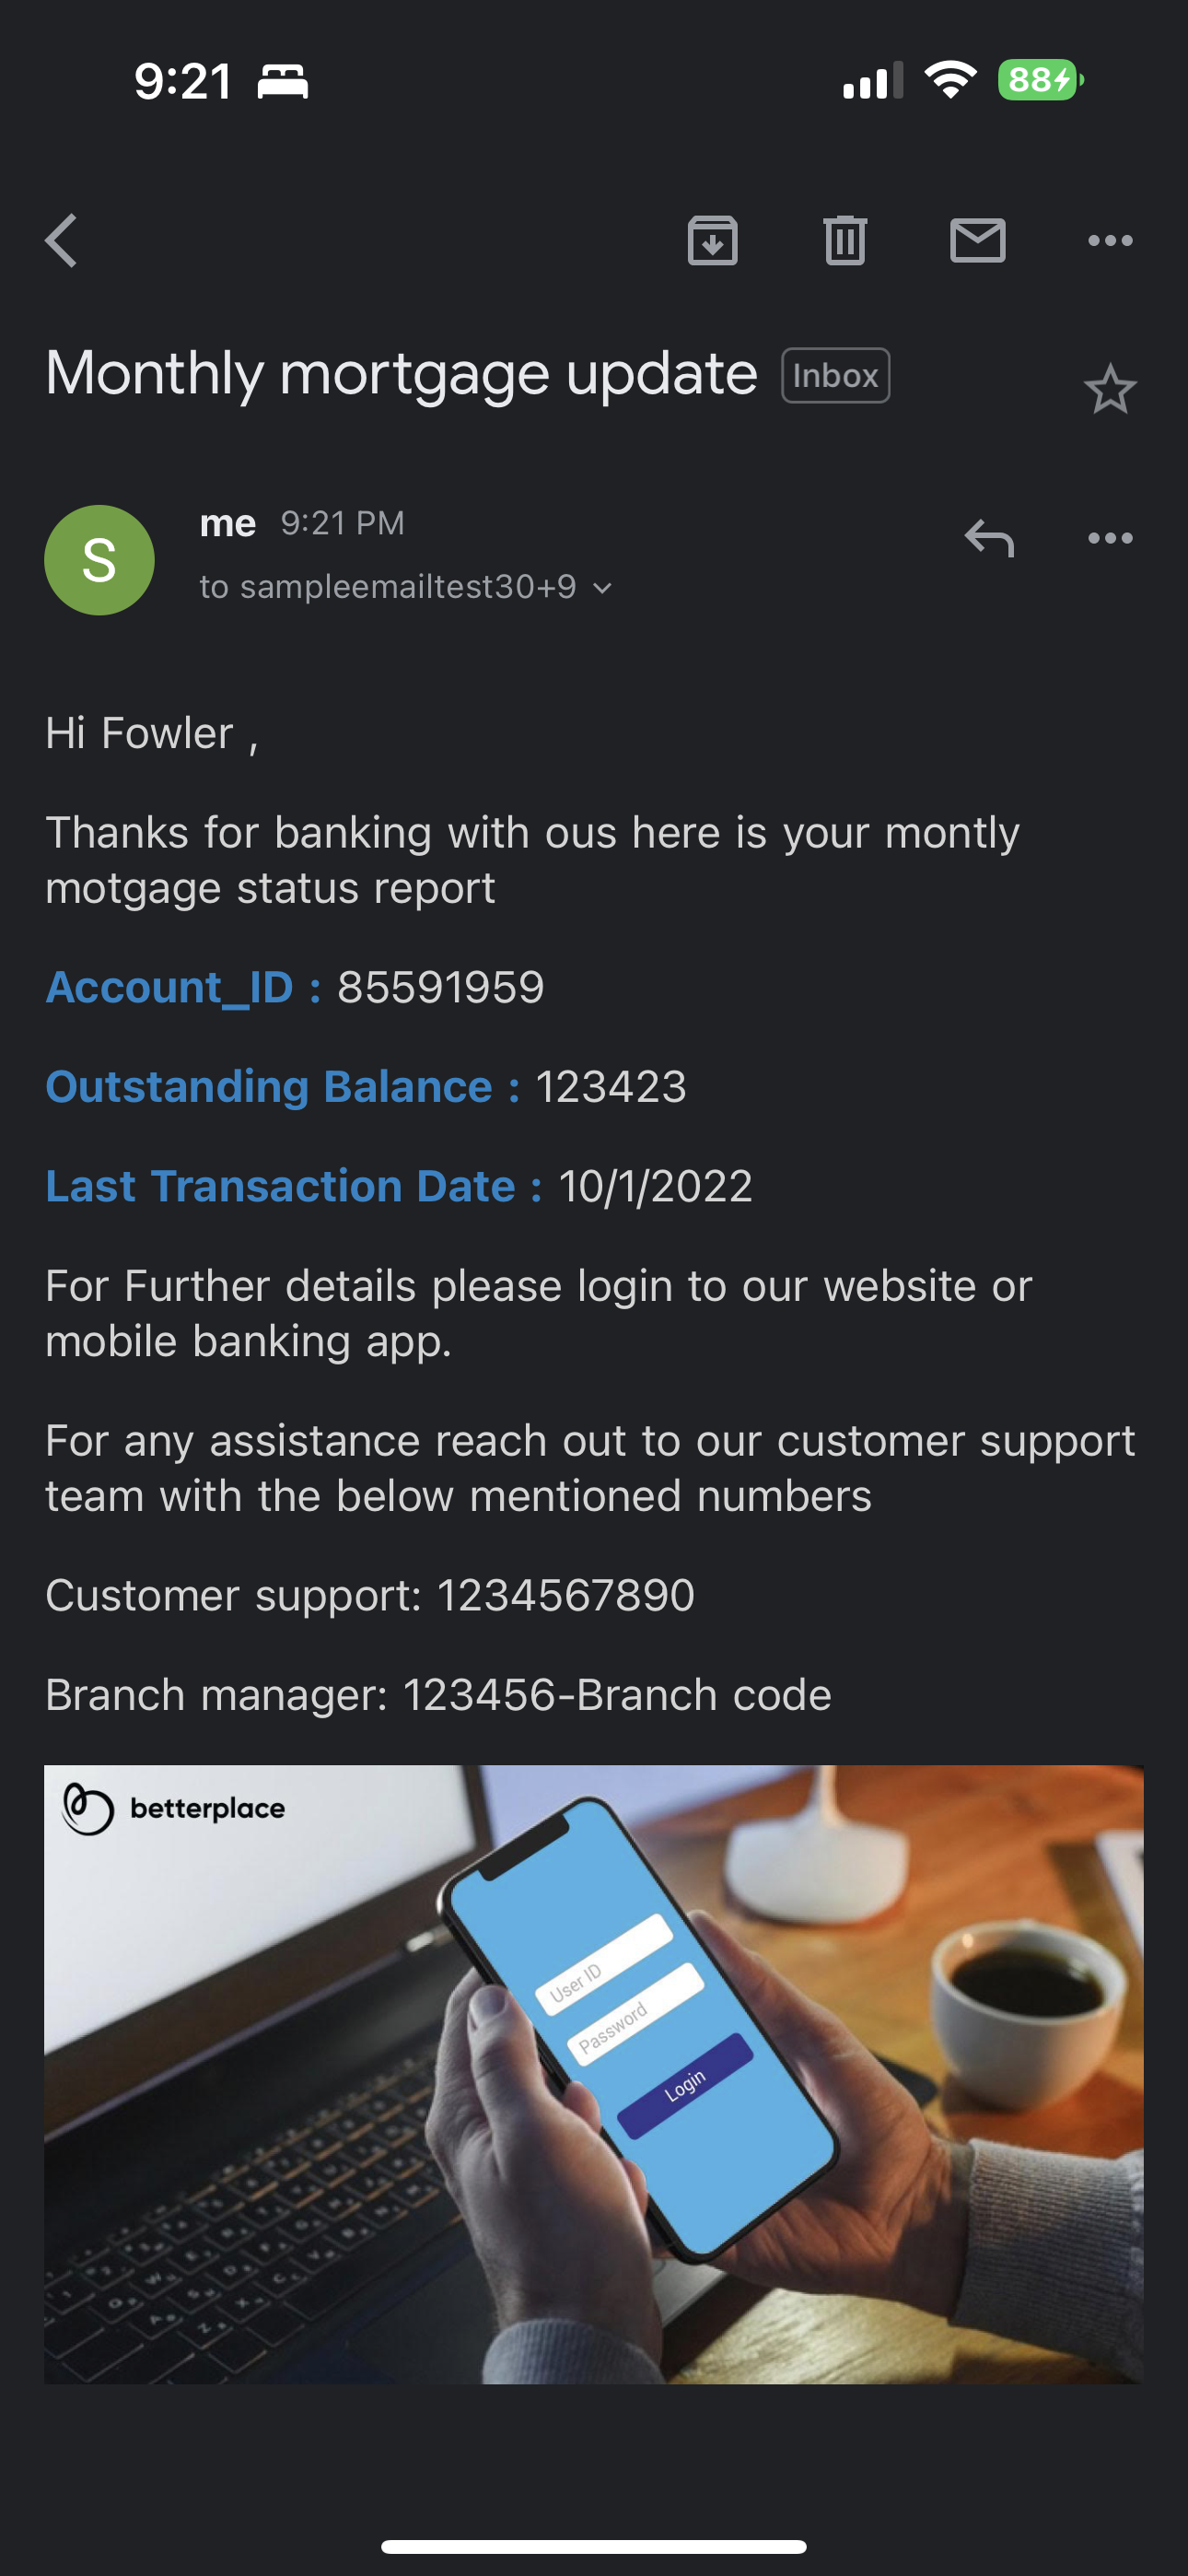 9:21
88
Monthly mortgage update Inbox
S
me 9:21 PM
to sampleemailtest30+9
Hi Fowler ,
Thanks for banking with ous here is your montly
motgage status report
Account_ID : 85591959
Outstanding Balance : 123423
Last Transaction Date : 10/1/2022
For Further details please login to our website or
mobile banking app.
For any assistance reach out to our customer support
team with the below mentioned numbers
Customer support: 1234567890
Branch manager: 123456-Branch code
betterplace
User ID
Password
Login